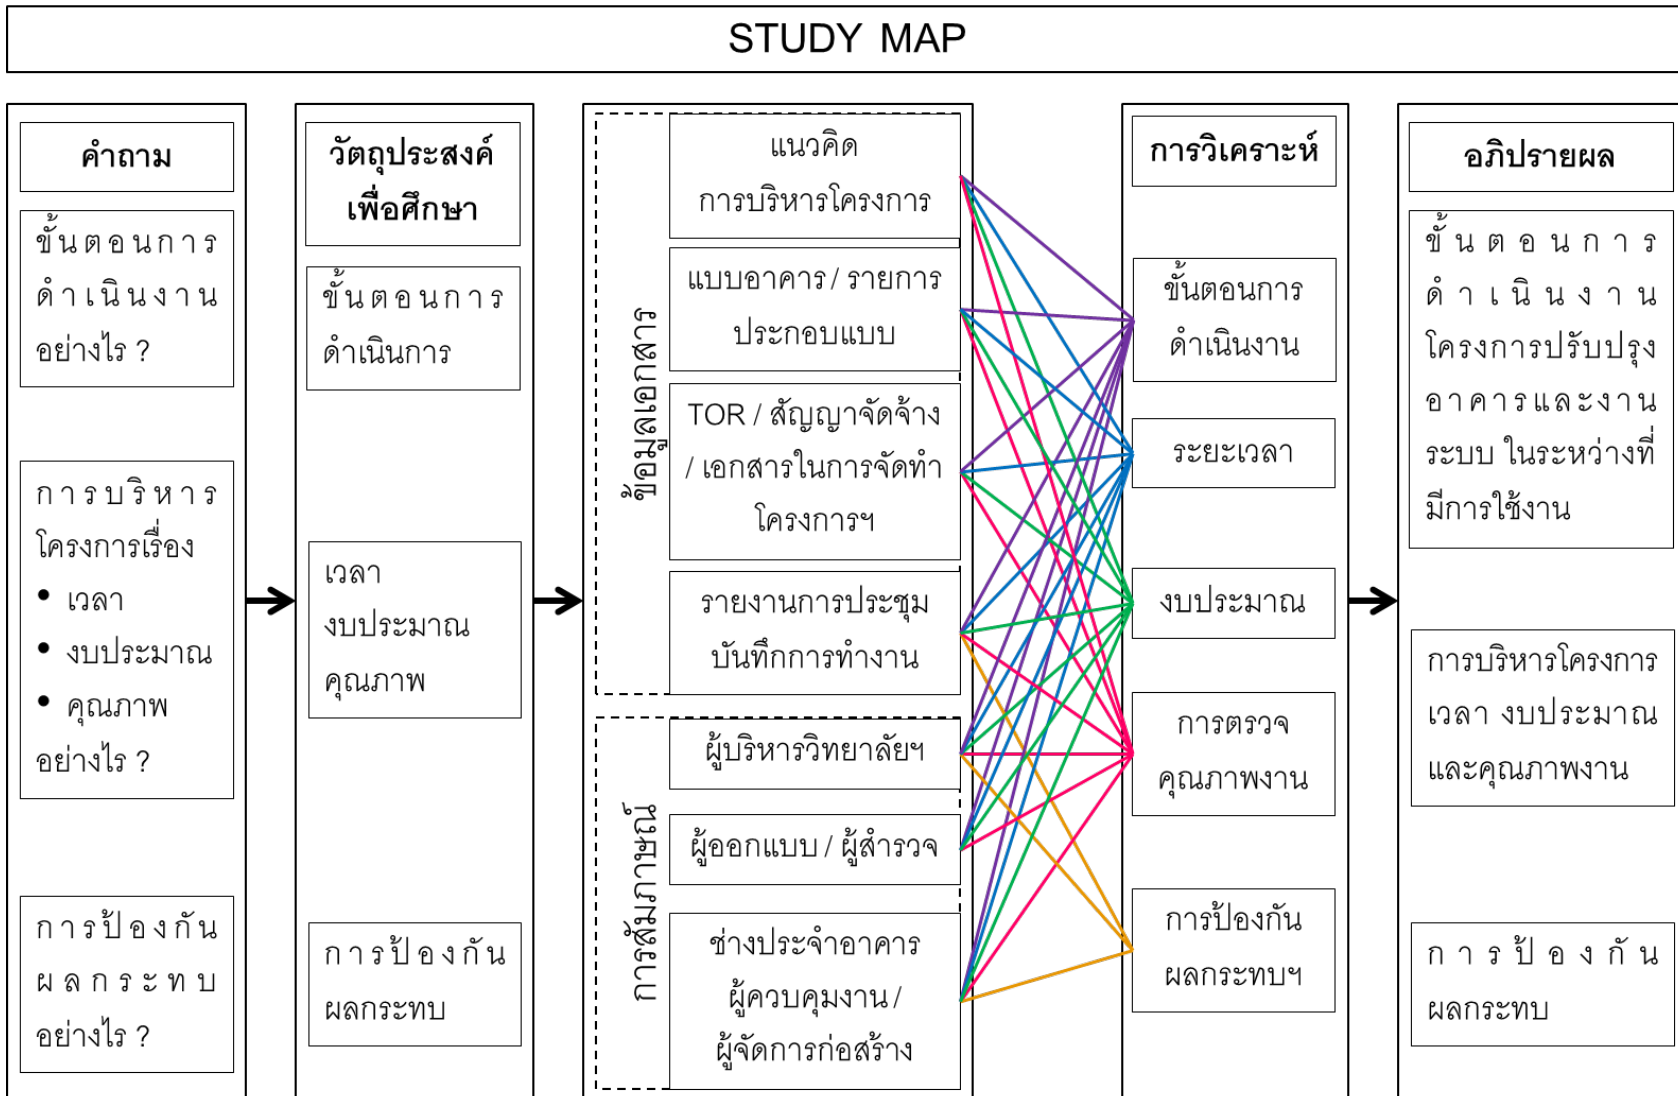 STUDY MAP
คำถาม
ขั้นตอนการ
ดำเนินงาน
อย่างไร ?
การบริหาร
โครงการเรื่อง
• เวลา
• งบประมาณ
• คุณภาพ
อย่างไร ?
การป้องกัน
ผลกระทบ
อย่างไร ?
วัตถุประสงค์
เพื่อศึกษา
ขั้นตอนการ
ดำเนินการ
เวลา
งบประมาณ
คุณภาพ
การป้องกัน
ผลกระทบ
ข้อมูลเอกสาร
แนวคิด
การบริหารโครงการ
แบบอาคาร / รายการ
ประกอบแบบ
TOR / สัญญาจัดจ้าง
/ เอกสารในการจัดทำ
โครงการฯ
รายงานการประชุม
บันทึกการทำงาน
การสัมภาษณ์
ผู้บริหารวิทยาลัยฯ
ผู้ออกแบบ / ผู้สำรวจ
ช่างประจำอาคาร
ผู้ควบคุมงาน /
ผู้จัดการก่อสร้าง
การวิเคราะห์
ขั้นตอนการ
ดำเนินงาน
ระยะเวลา
งบประมาณ
การตรวจ
คุณภาพงาน
การป้องกัน
ผลกระทบฯ
อภิปรายผล
ขั้นตอนการ
ดำเนินงาน
โครงการปรับปรุง
อาคารและงาน
ระบบ ในระหว่างที่
มีการใช้งาน
การบริหารโครงการ
เวลา งบประมาณ
และคุณภาพงาน
การป้องกัน
ผลกระทบ